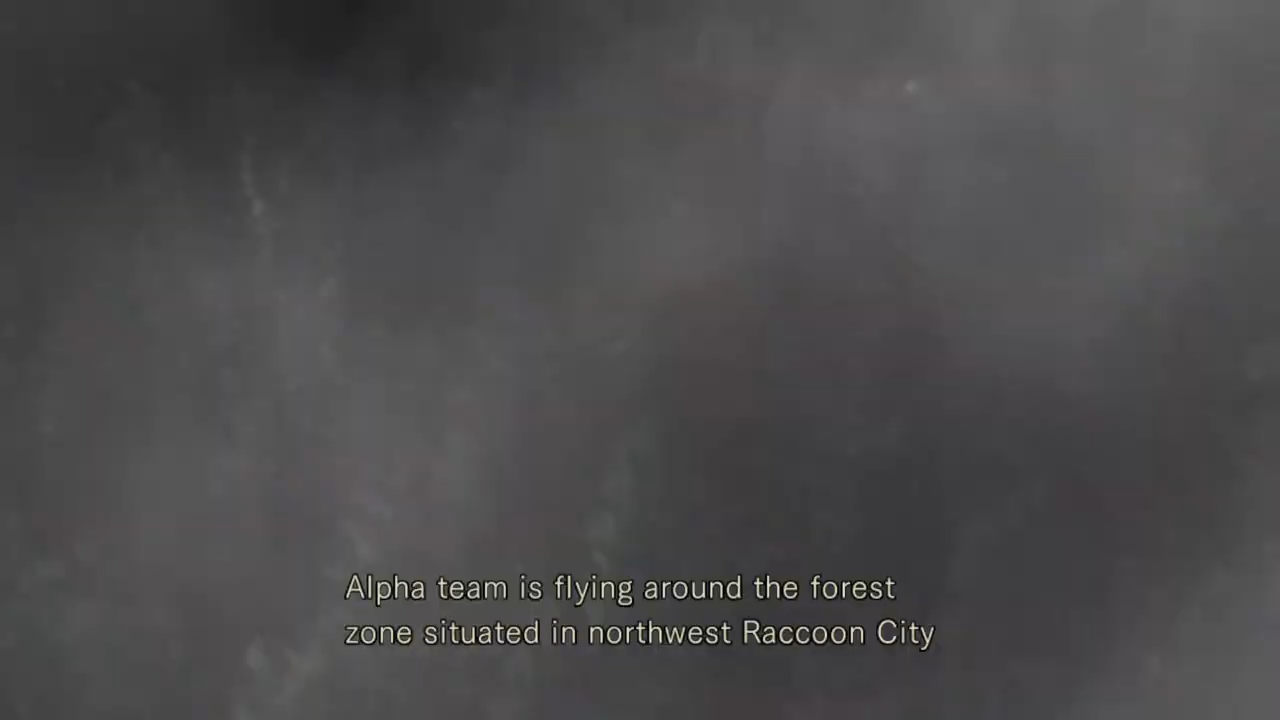 Alpha team is flying around the forest
zone situated in northwest Raccoon City